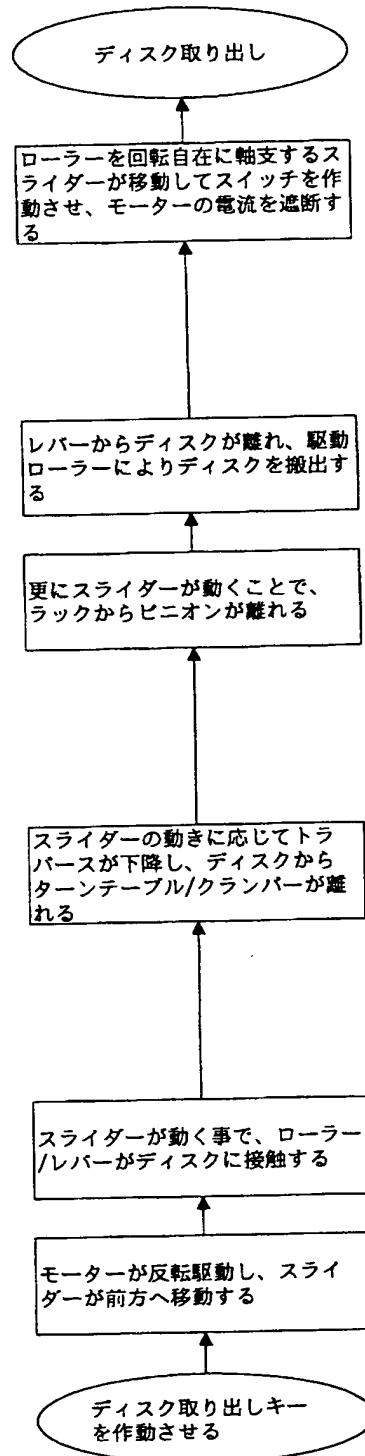 ディスク取り出し
ローラーを回転自在に軸支するス
ライダーが移動してスイッチを作
動させ、モーターの電流を遮断す
る
レバーからディスクが離れ、駆動
ローラーによりディスクを搬出す
る
更にスライダーが動くことで、
ラックからピニオンが離れる
スライダーの動きに応じてトラ
バースが下降し、ディスクから
ターンテーブル/クランパーが離
れる
スライダーが動く事で、ローラー
/レバーがディスクに接触する
モーターが反転駆動し、スライ
ダーが前方へ移動する
ディスク取り出しキー
を作動させる